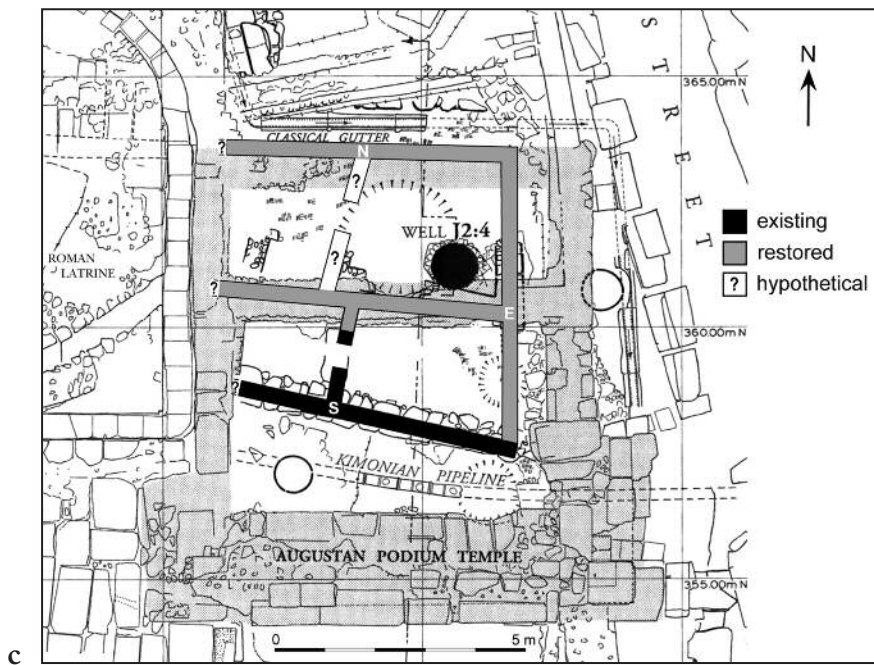 STREET
N
365.00m N
CLASSICAL GUTTER
?
N
?
WELL J2:4
existing
restored
? hypothetical
ROMAN
LATRINE
?
?
E
360.00m N
?
S
KIMONIAN PIPELINE
AUGUSTAN PODIUM TEMPLE
355.00m N
0 5 m
c